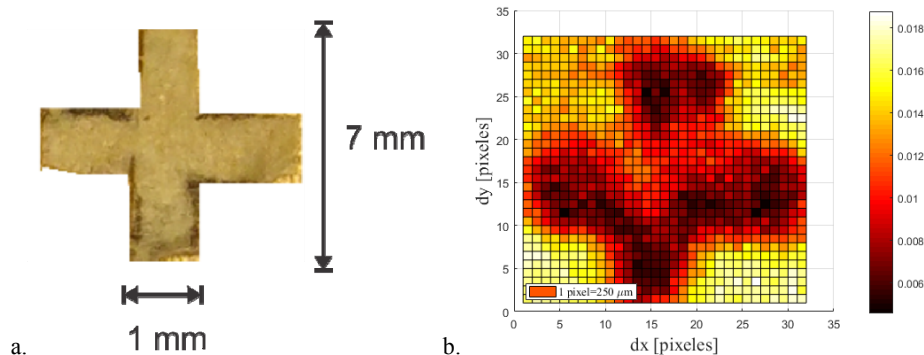 7 mm
1 mm
a.
35
30
25
20
15
10
5
0
dy [pixeles]
1 pixel=250 μm
0 5 10 15 20 25 30 35
dx [pixeles]
b.
0.018
0.016
0.014
0.012
0.01
0.008
0.006